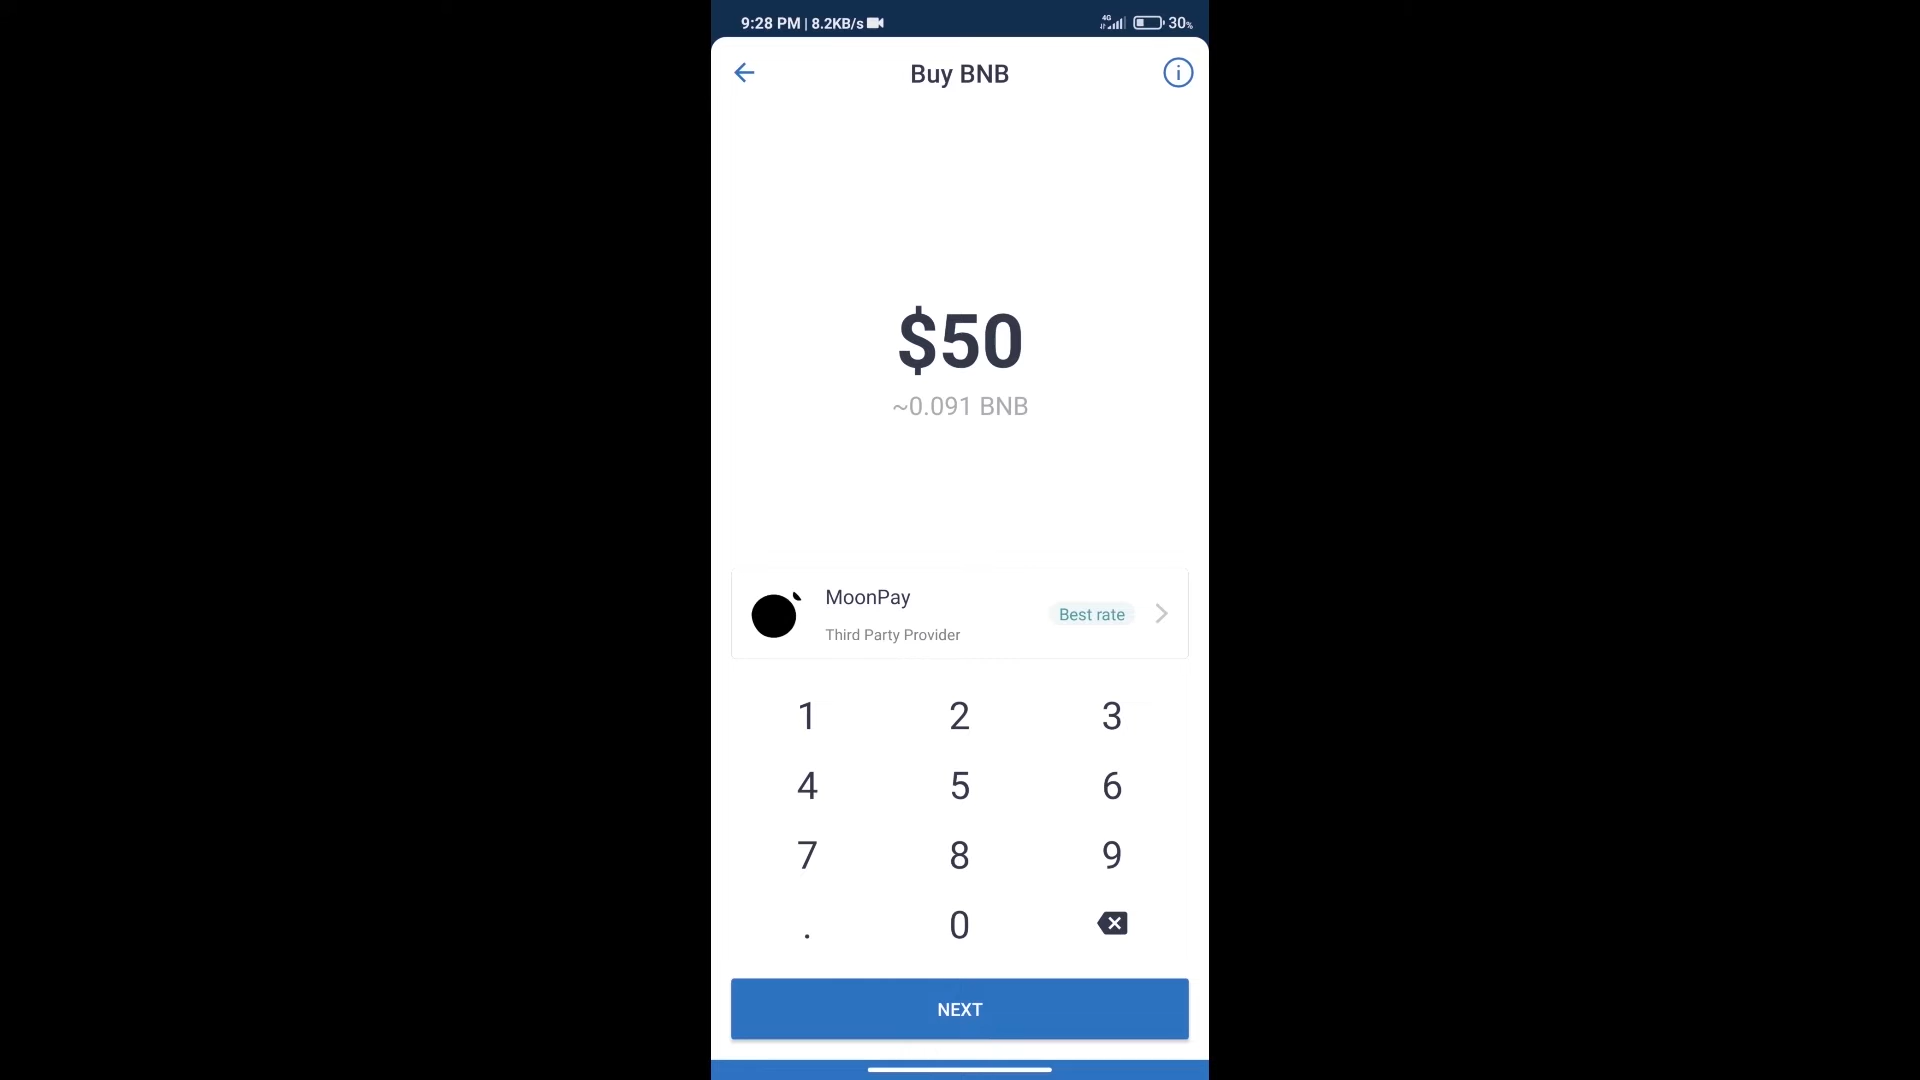 9:28 PM | 8.2KB/s 4G 30%
Buy BNB
$50
~0.091 BNB
MoonPay
Best rate
Third Party Provider
1 2 3
4 5 6
7 8 9
. 0
NEXT